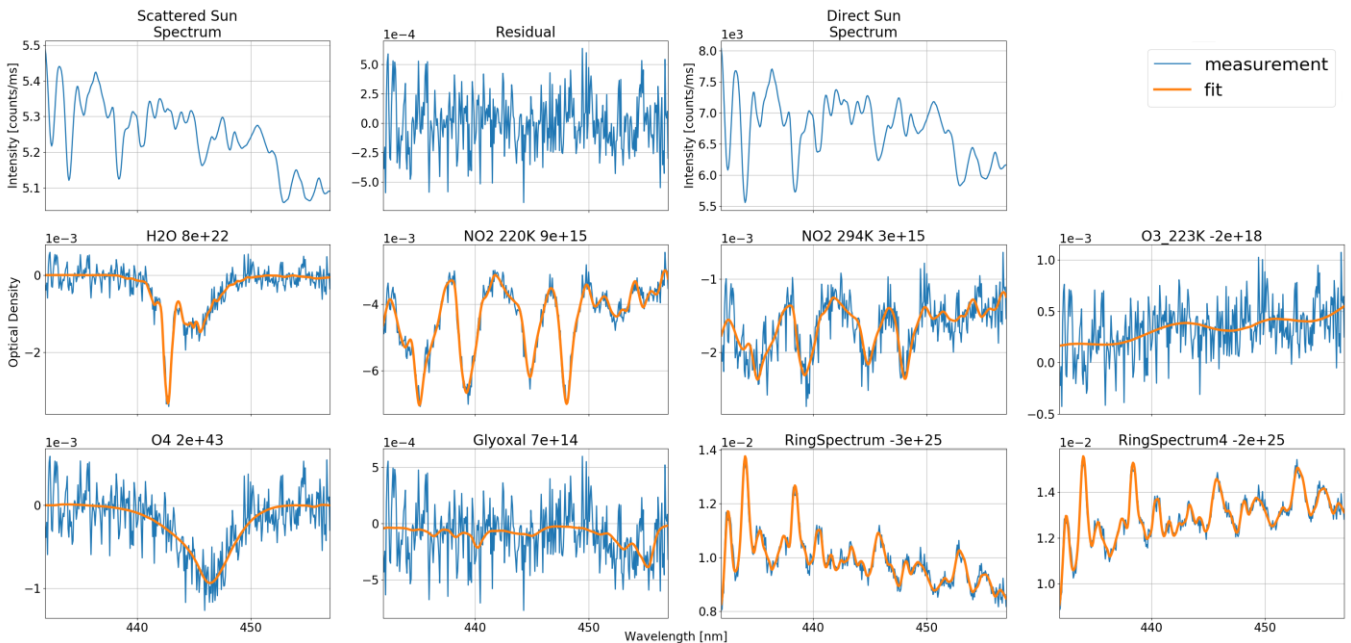 Scattered Sun
Spectrum
Residual
Direct Sun
Spectrum
1e−4
1e3
measurement
fit
Intensity [counts/ms]
5.5
5.4
5.3
5.2
5.1
5.0
2.5
0.0
−2.5
−5.0
Intensity [counts/ms]
8.0
7.5
7.0
6.5
6.0
5.5
1e−3
H2O 8e+22
1e−3
NO2 220K 9e+15
1e−3
NO2 294K 3e+15
1e−3
O3_223K -2e+18
Optical Density
0
−2
−4
−6
−1
−2
1.0
0.5
0.0
−0.5
1e−3
O4 2e+43
1e−4
Glyoxal 7e+14
1e−2
RingSpectrum -3e+25
1e−2
RingSpectrum4 -2e+25
0
−1
5
0
−5
1.4
1.2
1.0
0.8
1.4
1.2
1.0
440
450
440
450
440
450
440
450
Wavelength [nm]